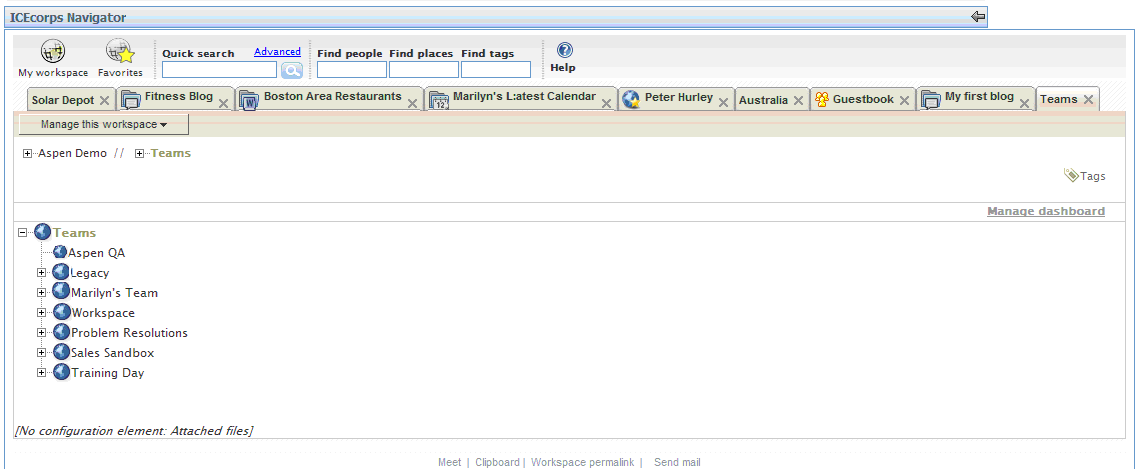 ICEcorps Navigator
Quick search Advanced Find people Find places Find tags
My workspace Favorites Help
Solar Depot Fitness Blog Boston Area Restaurants Marilyn's L:atest Calendar Peter Hurley Australia Guestbook My first blog Teams
Manage this workspace
Aspen Demo // Teams
Tags
Manage dashboard
Teams
Aspen QA
Legacy
Marilyn's Team
Workspace
Problem Resolutions
Sales Sandbox
Training Day
[No configuration element: Attached files]
Meet | Clipboard | Workspace permalink | Send mail